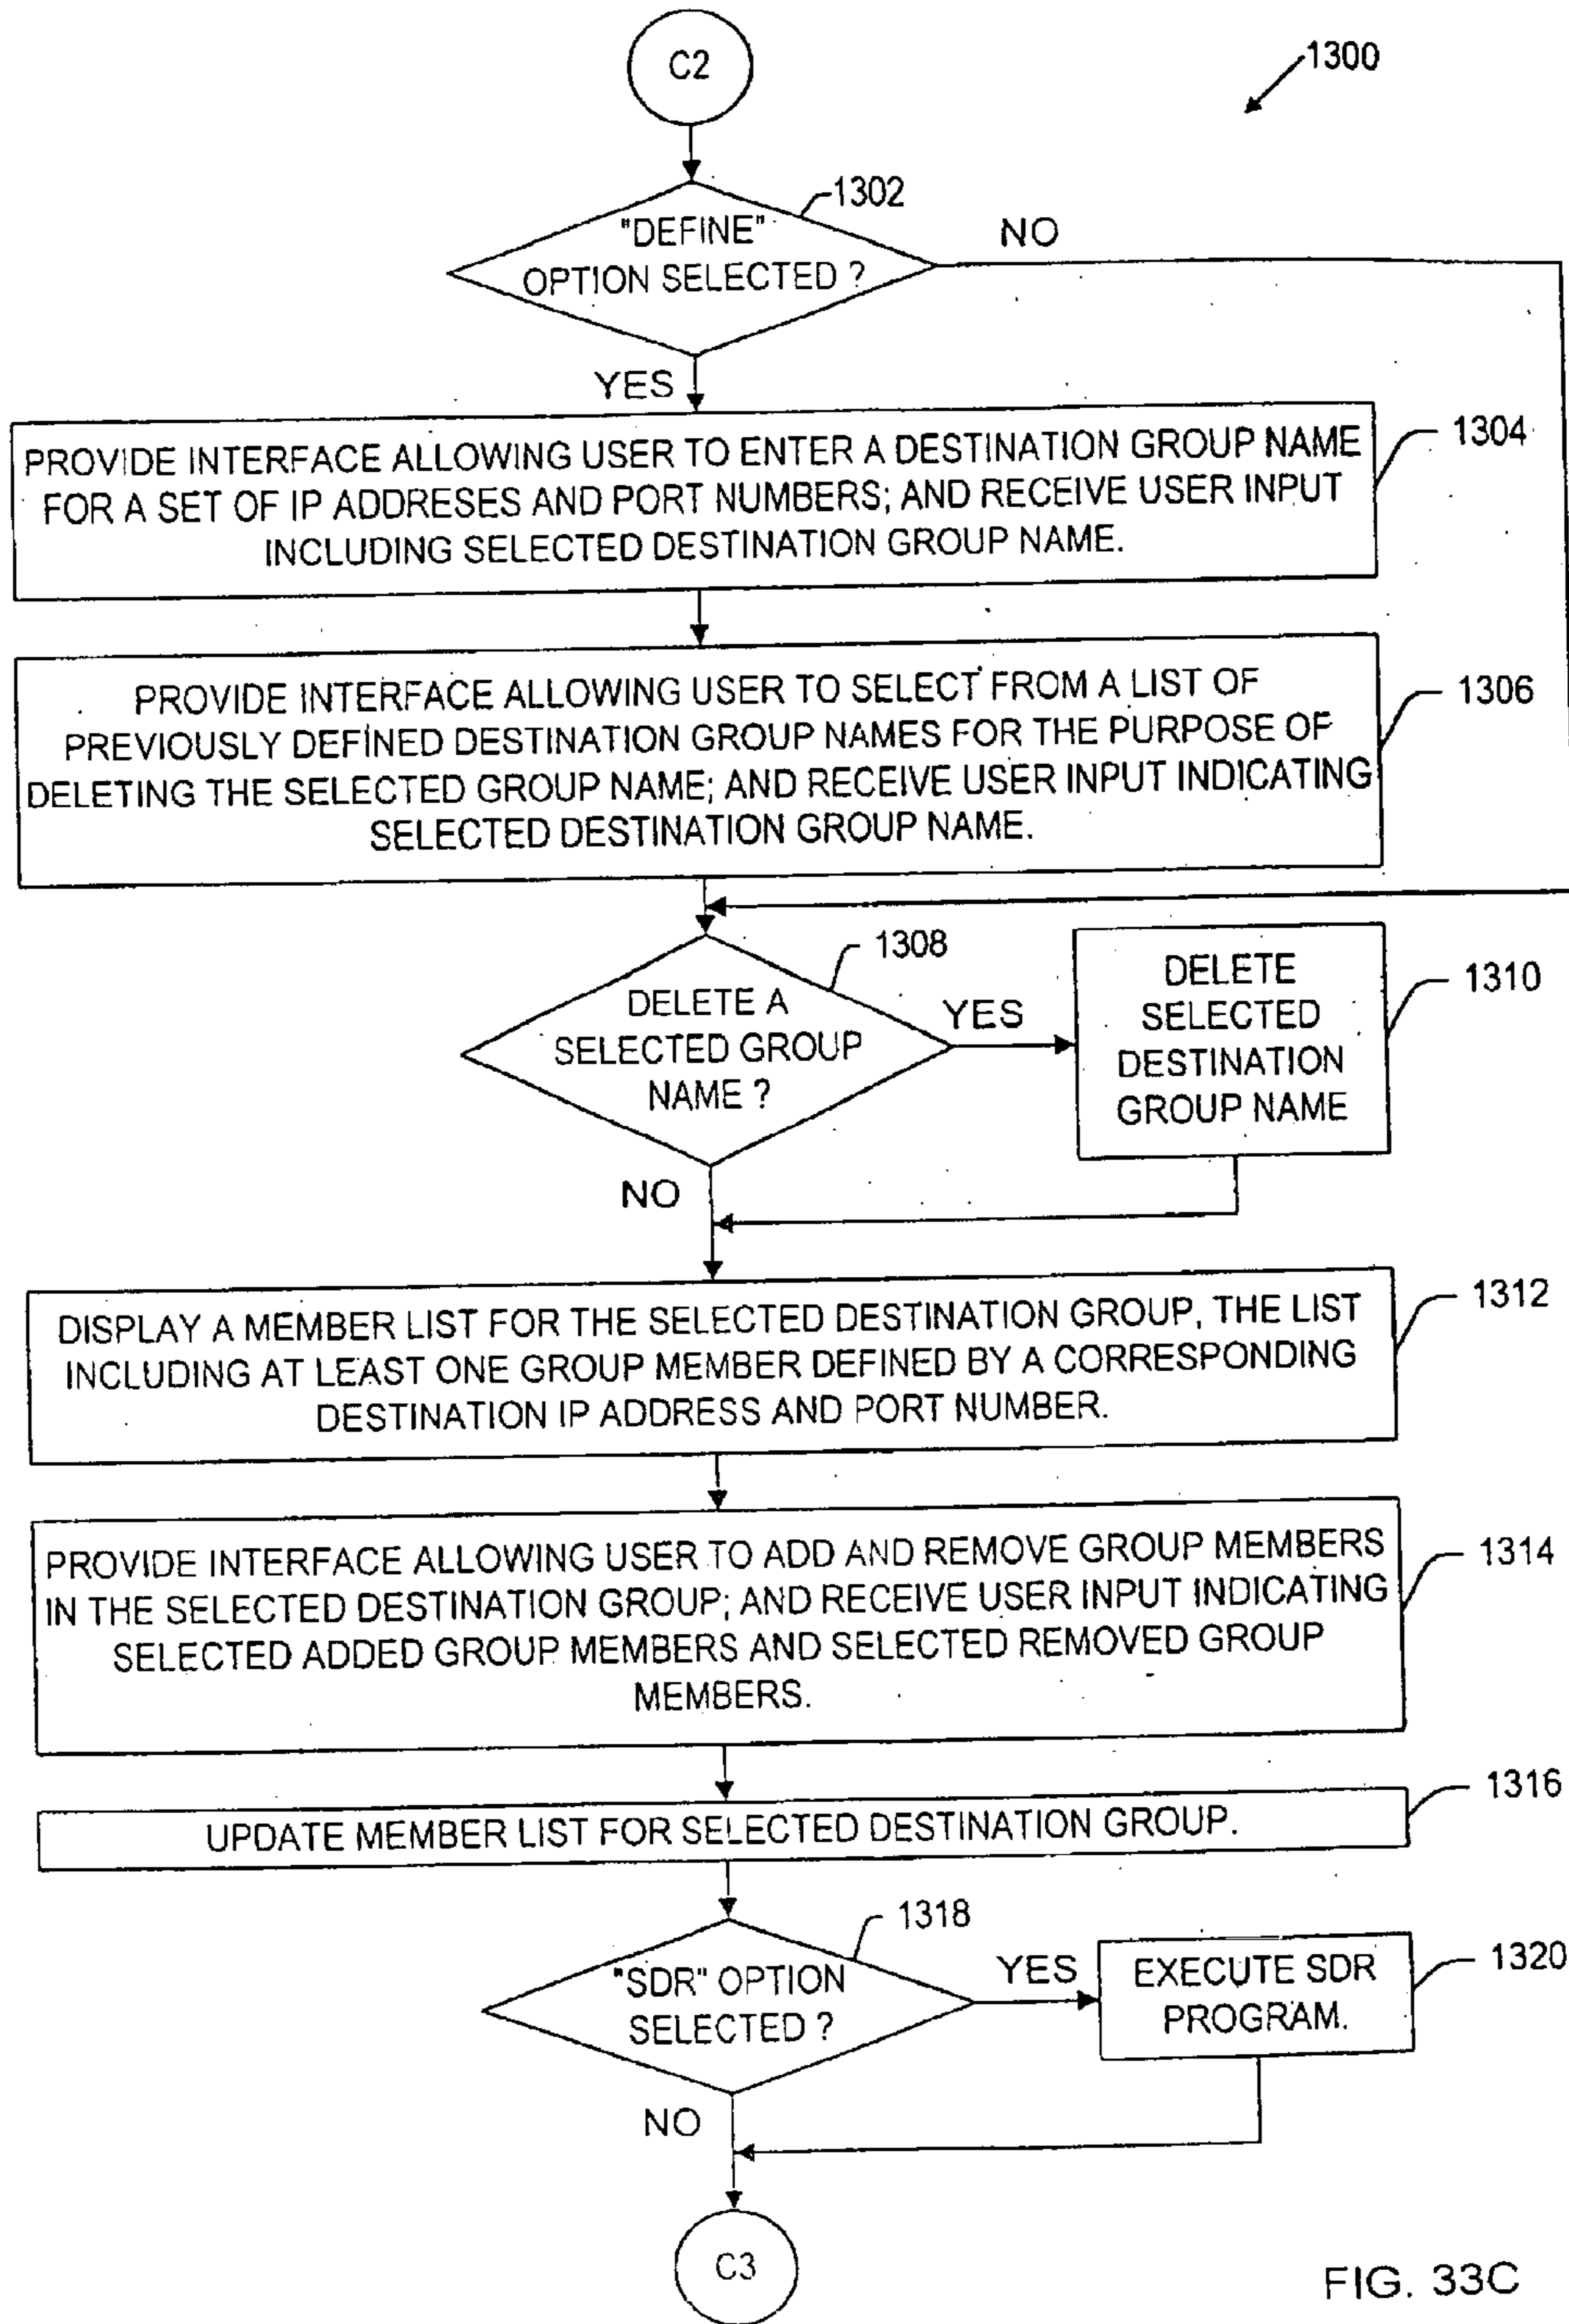 C2
1300
1302
"DEFINE"
OPTION SELECTED ?
NO
YES
1304
PROVIDE INTERFACE ALLOWING USER TO ENTER A DESTINATION GROUP NAME
FOR A SET OF IP ADDRESES AND PORT NUMBERS; AND RECEIVE USER INPUT
INCLUDING SELECTED DESTINATION GROUP NAME.
1306
PROVIDE INTERFACE ALLOWING USER TO SELECT FROM A LIST OF
PREVIOUSLY DEFINED DESTINATION GROUP NAMES FOR THE PURPOSE OF
DELETING THE SELECTED GROUP NAME; AND RECEIVE USER INPUT INDICATING
SELECTED DESTINATION GROUP NAME.
1308
DELETE A
SELECTED GROUP
NAME ?
YES
DELETE
SELECTED
DESTINATION
GROUP NAME
1310
NO
1312
DISPLAY A MEMBER LIST FOR THE SELECTED DESTINATION GROUP, THE LIST
INCLUDING AT LEAST ONE GROUP MEMBER DEFINED BY A CORRESPONDING
DESTINATION IP ADDRESS AND PORT NUMBER.
1314
PROVIDE INTERFACE ALLOWING USER TO ADD AND REMOVE GROUP MEMBERS
IN THE SELECTED DESTINATION GROUP; AND RECEIVE USER INPUT INDICATING
SELECTED ADDED GROUP MEMBERS AND SELECTED REMOVED GROUP
MEMBERS.
1316
UPDATE MEMBER LIST FOR SELECTED DESTINATION GROUP.
1318
"SDR" OPTION
SELECTED ?
YES
EXECUTE SDR
PROGRAM.
1320
NO
C3
FIG. 33C